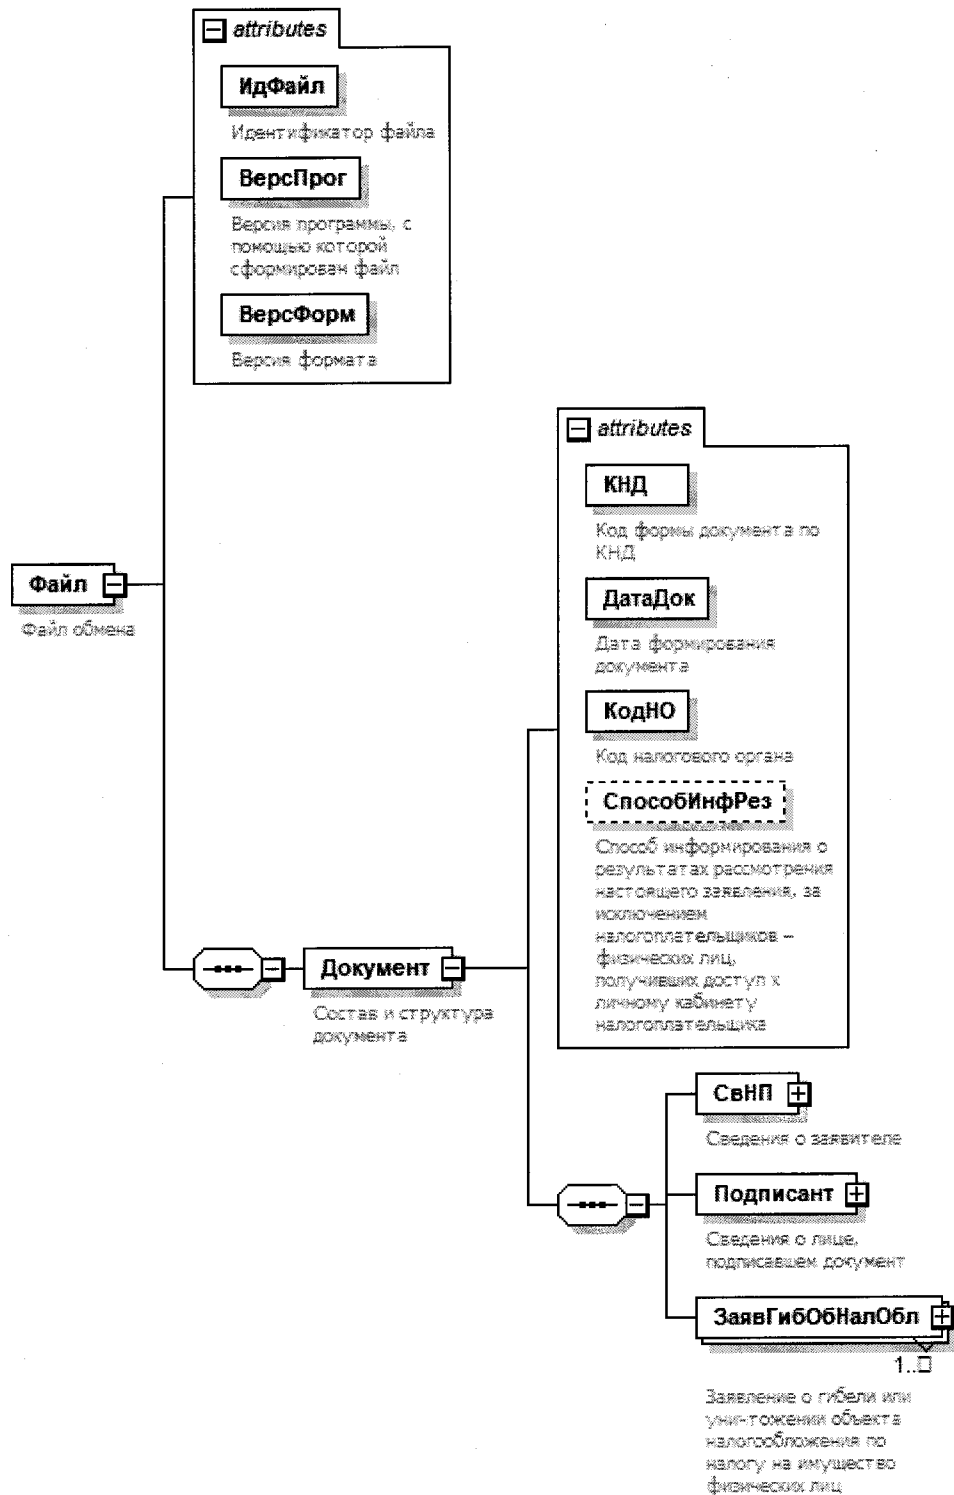 attributes
ИдФайл
Идентификатор файла
ВерсПрог
Версия программы, с
помощью которой
сформирован файл
ВерсФорм
Версия формата
Файл
Файл обмена
attributes
КНД
Код формы документа по
КНД
ДатаДок
Дата формирования
документа
КодНО
Код налогового органа
СпособИнфРез
Способ информирования о
результатах рассмотрения
настоящего заявления, за
исключением
налогоплательщиков –
физических лиц,
получивших доступ к
личному кабинету
налогоплательщика
Документ
Состав и структура
документа
СвНП
Сведения о заявителе
Подписант
Сведения о лице,
подписавшем документ
ЗаявГибОбНалОбл
1..□
Заявление о гибели или
уни-тожении объекта
налогообложения по
налогу на имущество
физических лиц